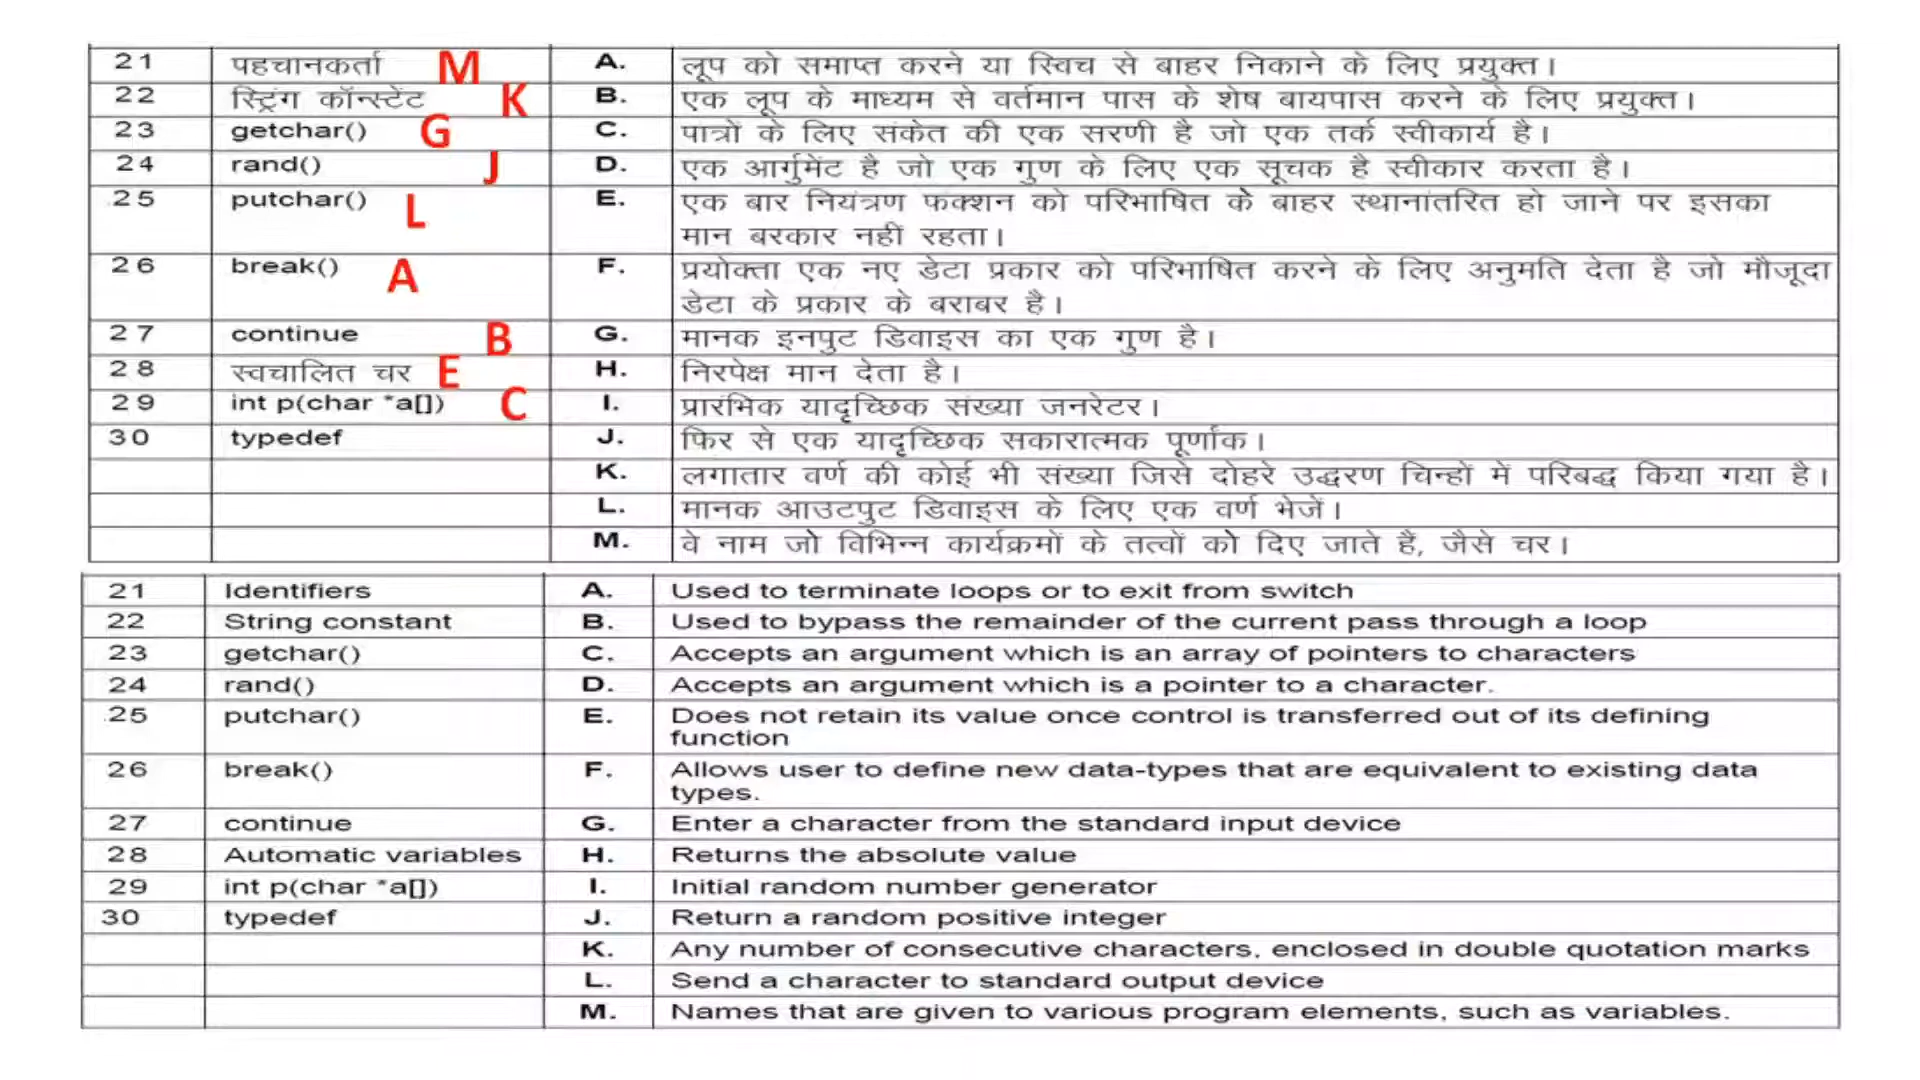 21 पहचानकर्ता M A. लूप को समाप्त करने या स्विच से बाहर निकाने के लिए प्रयुक्त।
22 स्ट्रिंग कॉन्स्टेंट K B. एक लूप के माध्यम से वर्तमान पास के शेष बायपास करने के लिए प्रयुक्त।
23 getchar() G C. पात्रों के लिए संकेत की एक सरणी है जो एक तर्क स्वीकार्य है।
24 rand() J D. एक आर्गुमेंट है जो एक गुण के लिए एक सूचक है स्वीकार करता है।
25 putchar() L E. एक बार नियंत्रण फंक्शन को परिभाषित के बाहर स्थानांतरित हो जाने पर इसका
मान बरकार नहीं रहता।
26 break() A F. प्रयोक्ता एक नए डेटा प्रकार को परिभाषित करने के लिए अनुमति देता है जो मौजूदा
डेटा के प्रकार के बराबर है।
27 continue B G. मानक इनपुट डिवाइस का एक गुण है।
28 स्वचालित चर E H. निरपेक्ष मान देता है।
29 int p(char *a[]) C I. प्रारंभिक यादृच्छिक संख्या जनरेटर।
30 typedef J. फिर से एक यादृच्छिक सकारात्मक पूर्णांक।
K. लगातार वर्ण की कोई भी संख्या जिसे दोहरे उद्धरण चिन्हों में परिबद्ध किया गया है।
L. मानक आउटपुट डिवाइस के लिए एक वर्ण भेजें।
M. वे नाम जो विभिन्न कार्यक्रमों के तत्वों को दिए जाते हैं, जैसे चर।
21 Identifiers A. Used to terminate loops or to exit from switch
22 String constant B. Used to bypass the remainder of the current pass through a loop
23 getchar() C. Accepts an argument which is an array of pointers to characters
24 rand() D. Accepts an argument which is a pointer to a character.
25 putchar() E. Does not retain its value once control is transferred out of its defining
function
26 break() F. Allows user to define new data-types that are equivalent to existing data
types.
27 continue G. Enter a character from the standard input device
28 Automatic variables H. Returns the absolute value
29 int p(char *a[]) I. Initial random number generator
30 typedef J. Return a random positive integer
K. Any number of consecutive characters, enclosed in double quotation marks
L. Send a character to standard output device
M. Names that are given to various program elements, such as variables.